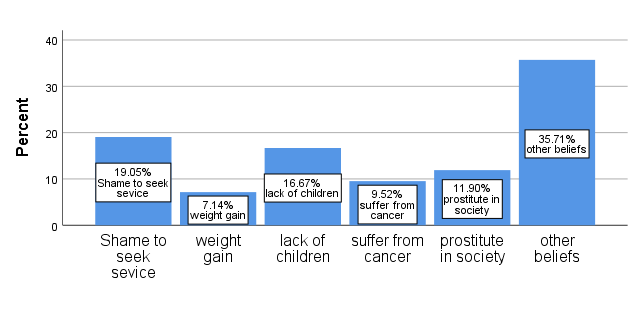 40
30
20
10
0
Percent
19.05%
Shame to seek
sevice
7.14%
weight gain
16.67%
lack of children
9.52%
suffer from
cancer
11.90%
prostitute in
society
35.71%
other beliefs
Shame to
seek
sevice
weight
gain
lack of
children
suffer from
cancer
prostitute
in society
other
beliefs